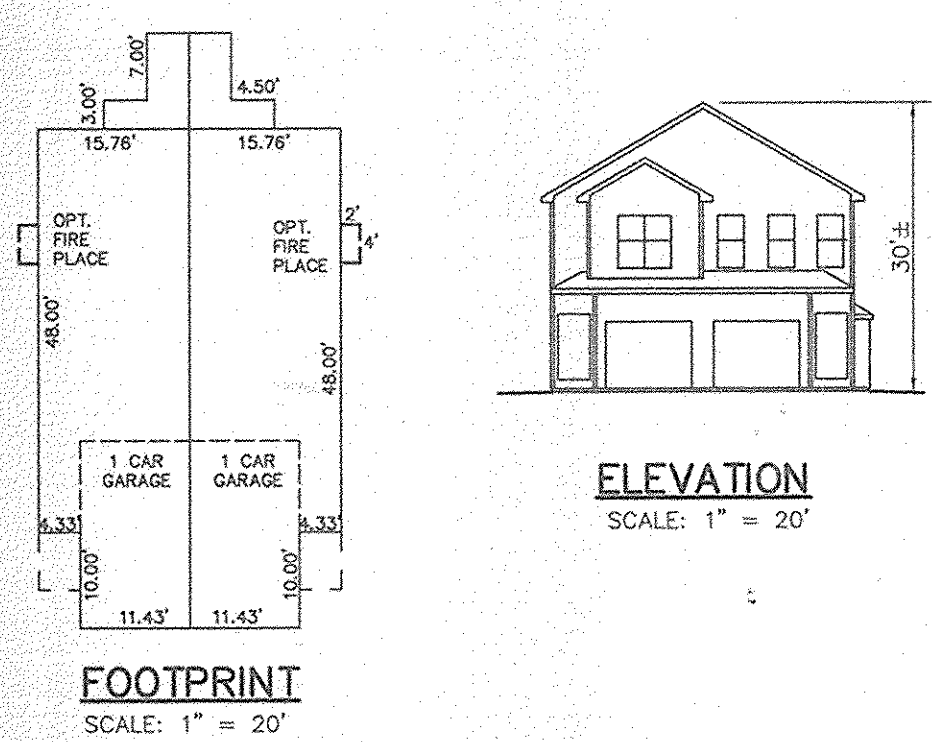 7.00'
4.50'
3.00'
15.76' 15.76'
2'
4'
OPT.
FIRE
PLACE
OPT.
FIRE
PLACE
48.00'
48.00'
1 CAR
GARAGE
1 CAR
GARAGE
4.33' 4.33'
10.00' 10.00'
11.43' 11.43'
FOOTPRINT
SCALE: 1" = 20'
30'±
ELEVATION
SCALE: 1" = 20'